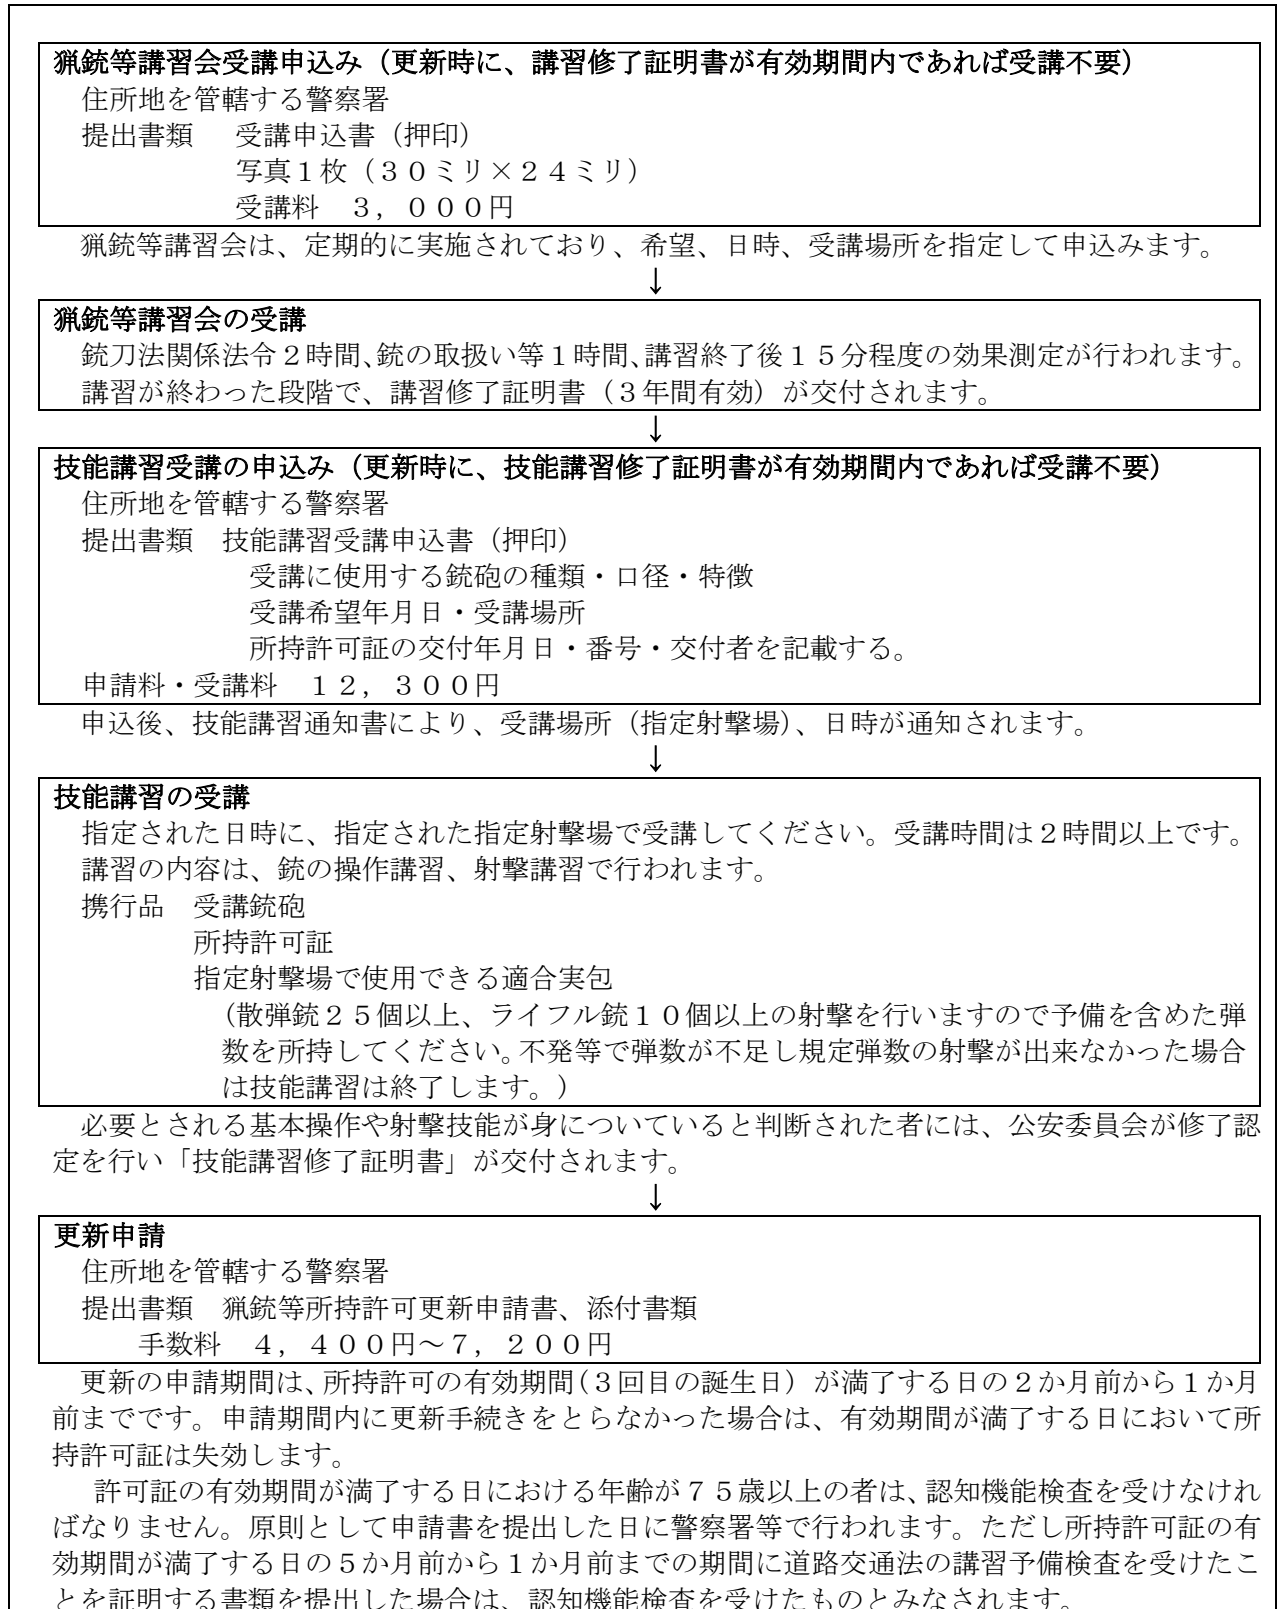 猟銃等講習会受講申込み（更新時に、講習修了証明書が有効期間内であれば受講不要）
住所地を管轄する警察署
提出書類　受講申込書（押印）
写真１枚（３０ミリ×２４ミリ）
受講料　３，０００円
猟銃等講習会は、定期的に実施されており、希望、日時、受講場所を指定して申込みます。
↓
猟銃等講習会の受講
銃刀法関係法令２時間、銃の取扱い等１時間、講習終了後１５分程度の効果測定が行われます。
講習が終わった段階で、講習修了証明書（３年間有効）が交付されます。
↓
技能講習受講の申込み（更新時に、技能講習修了証明書が有効期間内であれば受講不要）
住所地を管轄する警察署
提出書類　技能講習受講申込書（押印）
受講に使用する銃砲の種類・口径・特徴
受講希望年月日・受講場所
所持許可証の交付年月日・番号・交付者を記載する。
申請料・受講料　１２，３００円
申込後、技能講習通知書により、受講場所（指定射撃場）、日時が通知されます。
↓
技能講習の受講
指定された日時に、指定された指定射撃場で受講してください。受講時間は２時間以上です。
講習の内容は、銃の操作講習、射撃講習で行われます。
携行品　受講銃砲
所持許可証
指定射撃場で使用できる適合実包
（散弾銃２５個以上、ライフル銃１０個以上の射撃を行いますので予備を含めた弾
数を所持してください。不発等で弾数が不足し規定弾数の射撃が出来なかった場合
は技能講習は終了します。）
必要とされる基本操作や射撃技能が身についていると判断された者には、公安委員会が修了認
定を行い「技能講習修了証明書」が交付されます。
↓
更新申請
住所地を管轄する警察署
提出書類　猟銃等所持許可更新申請書、添付書類
手数料　４，４００円～７，２００円
更新の申請期間は、所持許可の有効期間（３回目の誕生日）が満了する日の２か月前から１か月
前までです。申請期間内に更新手続きをとらなかった場合は、有効期間が満了する日において所
持許可証は失効します。
許可証の有効期間が満了する日における年齢が７５歳以上の者は、認知機能検査を受けなけれ
ばなりません。原則として申請書を提出した日に警察署等で行われます。ただし所持許可証の有
効期間が満了する日の５か月前から１か月前までの期間に道路交通法の講習予備検査を受けたこ
とを証明する書類を提出した場合は、認知機能検査を受けたものとみなされます。